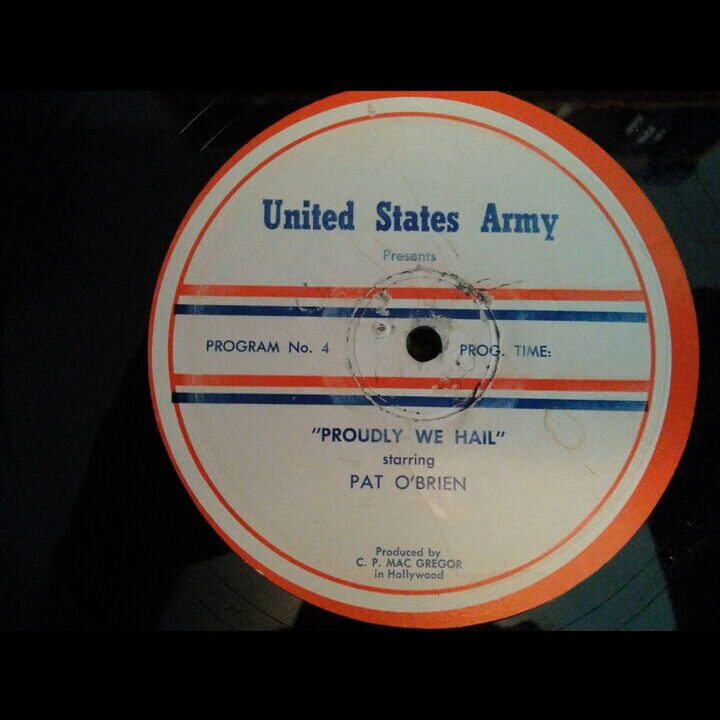 United States Army
Presents
PROGRAM No. 4 PROG. TIME:
"PROUDLY WE HAIL"
starring
PAT O'BRIEN
Produced by
C. P. MAC GREGOR
in Hollywood